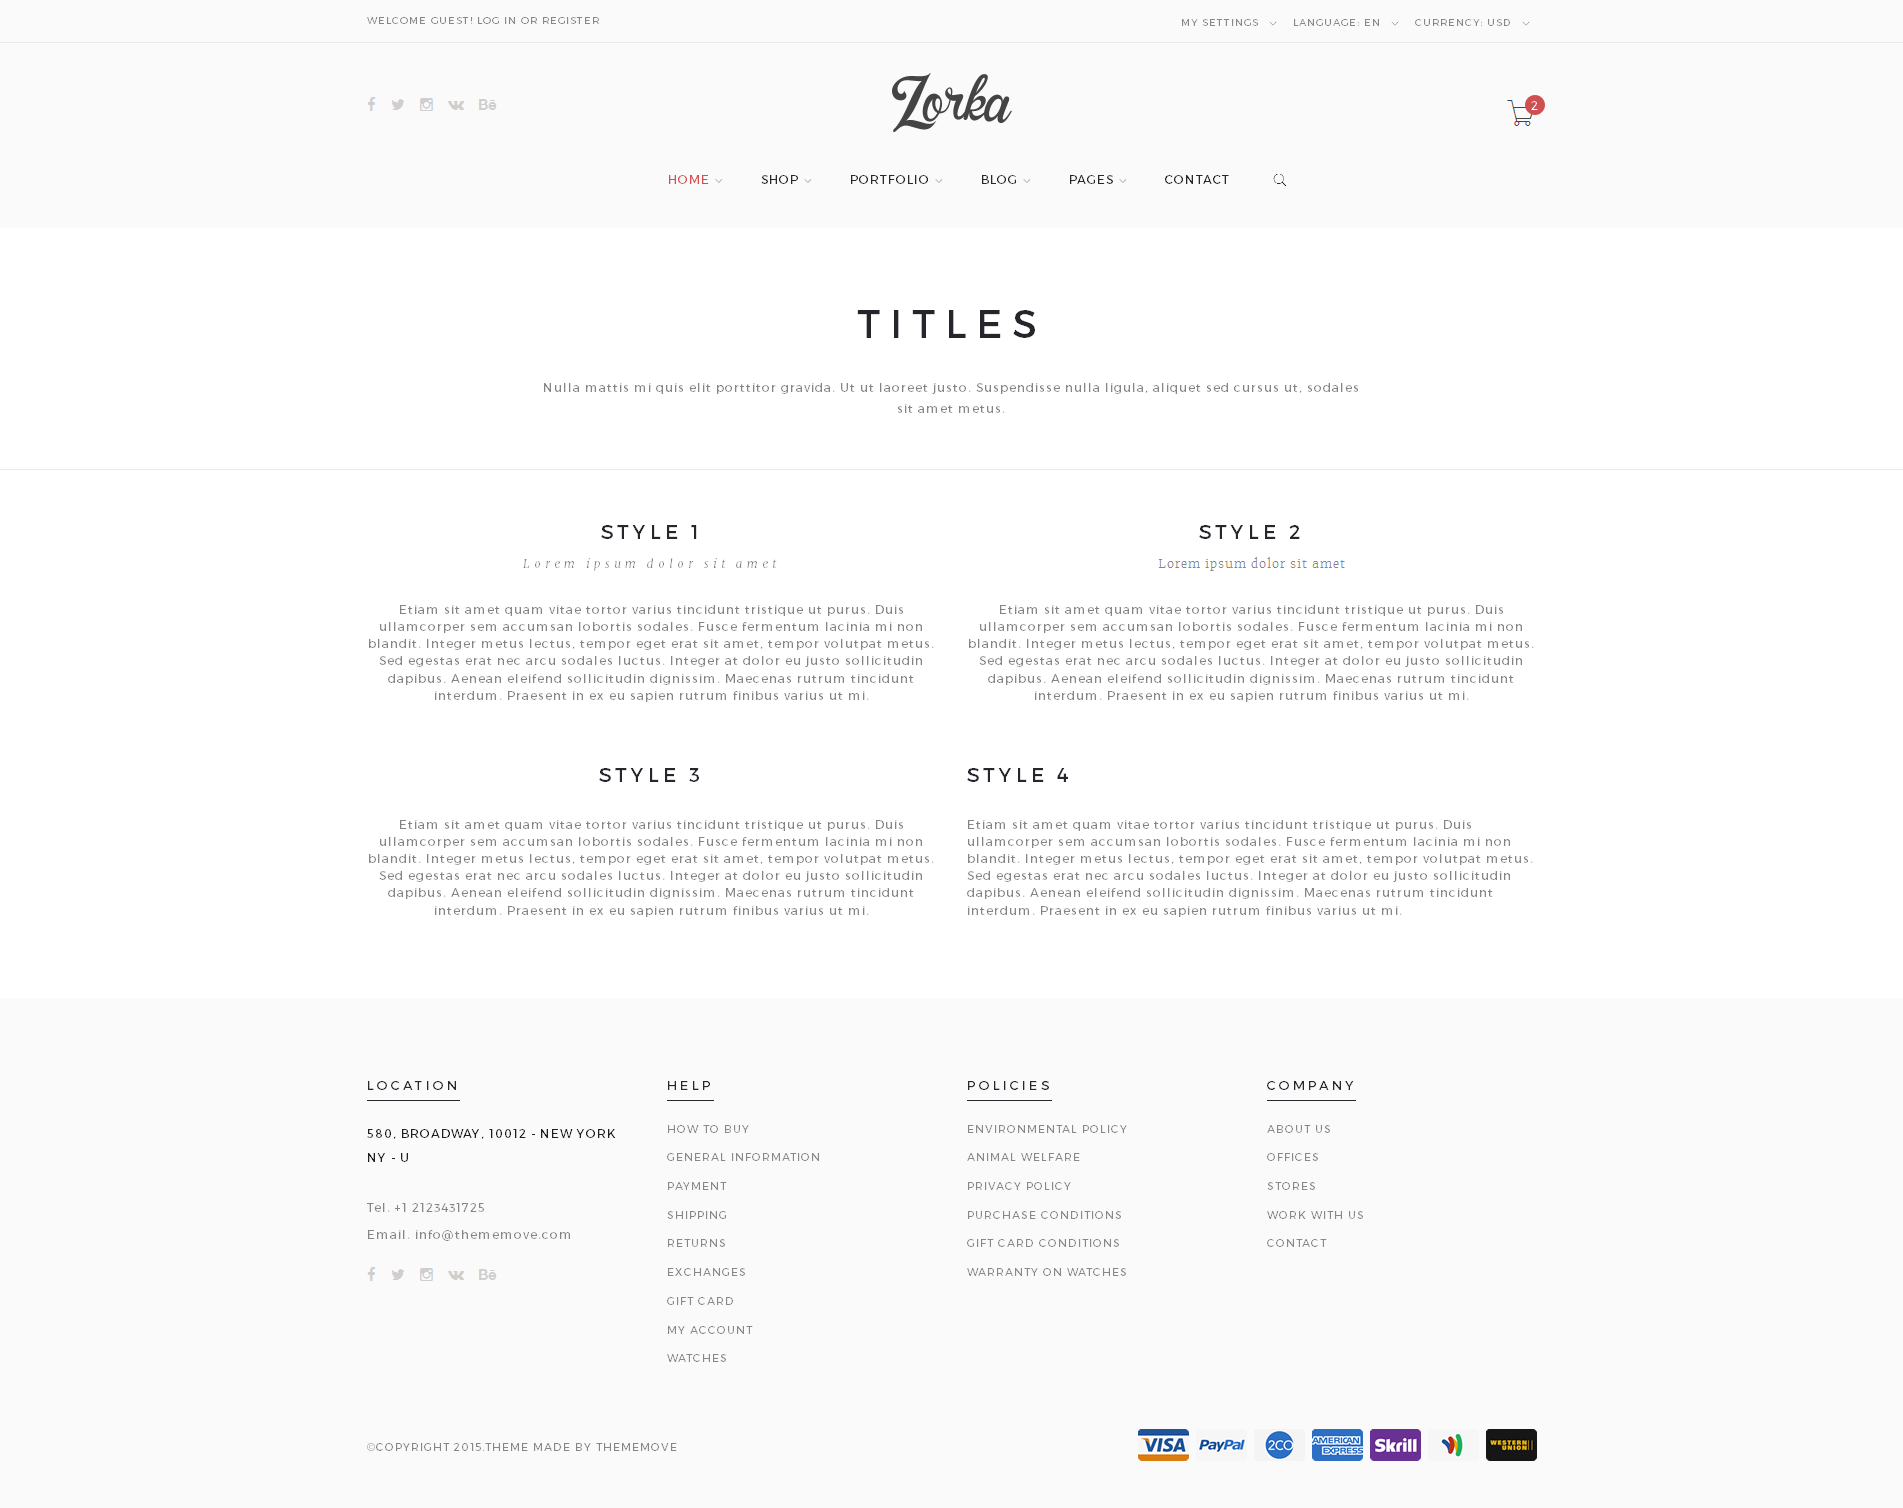 WELCOME GUEST! LOG IN OR REGISTER
MY SETTINGS
LANGUAGE: EN
CURRENCY: USD
Bē
Zorka
2
HOME
SHOP
PORTFOLIO
BLOG
PAGES
CONTACT
TITLES
Nulla mattis mi quis elit porttitor gravida. Ut ut laoreet justo. Suspendisse nulla ligula, aliquet sed cursus ut, sodales
sit amet metus.
STYLE 1
Lorem ipsum dolor sit amet
Etiam sit amet quam vitae tortor varius tincidunt tristique ut purus. Duis
ullamcorper sem accumsan lobortis sodales. Fusce fermentum lacinia mi non
blandit. Integer metus lectus, tempor eget erat sit amet, tempor volutpat metus.
Sed egestas erat nec arcu sodales luctus. Integer at dolor eu justo sollicitudin
dapibus. Aenean eleifend sollicitudin dignissim. Maecenas rutrum tincidunt
interdum. Praesent in ex eu sapien rutrum finibus varius ut mi.
STYLE 2
Lorem ipsum dolor sit amet
Etiam sit amet quam vitae tortor varius tincidunt tristique ut purus. Duis
ullamcorper sem accumsan lobortis sodales. Fusce fermentum lacinia mi non
blandit. Integer metus lectus, tempor eget erat sit amet, tempor volutpat metus.
Sed egestas erat nec arcu sodales luctus. Integer at dolor eu justo sollicitudin
dapibus. Aenean eleifend sollicitudin dignissim. Maecenas rutrum tincidunt
interdum. Praesent in ex eu sapien rutrum finibus varius ut mi.
STYLE 3
Etiam sit amet quam vitae tortor varius tincidunt tristique ut purus. Duis
ullamcorper sem accumsan lobortis sodales. Fusce fermentum lacinia mi non
blandit. Integer metus lectus, tempor eget erat sit amet, tempor volutpat metus.
Sed egestas erat nec arcu sodales luctus. Integer at dolor eu justo sollicitudin
dapibus. Aenean eleifend sollicitudin dignissim. Maecenas rutrum tincidunt
interdum. Praesent in ex eu sapien rutrum finibus varius ut mi.
STYLE 4
Etiam sit amet quam vitae tortor varius tincidunt tristique ut purus. Duis
ullamcorper sem accumsan lobortis sodales. Fusce fermentum lacinia mi non
blandit. Integer metus lectus, tempor eget erat sit amet, tempor volutpat metus.
Sed egestas erat nec arcu sodales luctus. Integer at dolor eu justo sollicitudin
dapibus. Aenean eleifend sollicitudin dignissim. Maecenas rutrum tincidunt
interdum. Praesent in ex eu sapien rutrum finibus varius ut mi.
LOCATION
580, BROADWAY, 10012 - NEW YORK
NY - U
Tel. +1 2123431725
Email. info@thememove.com
Bē
HELP
HOW TO BUY
GENERAL INFORMATION
PAYMENT
SHIPPING
RETURNS
EXCHANGES
GIFT CARD
MY ACCOUNT
WATCHES
POLICIES
ENVIRONMENTAL POLICY
ANIMAL WELFARE
PRIVACY POLICY
PURCHASE CONDITIONS
GIFT CARD CONDITIONS
WARRANTY ON WATCHES
COMPANY
ABOUT US
OFFICES
STORES
WORK WITH US
CONTACT
©COPYRIGHT 2015.THEME MADE BY THEMEMOVE
VISA
PayPal
2CO
AMERICAN
EXPRESS
Skrill
WESTERN
UNION